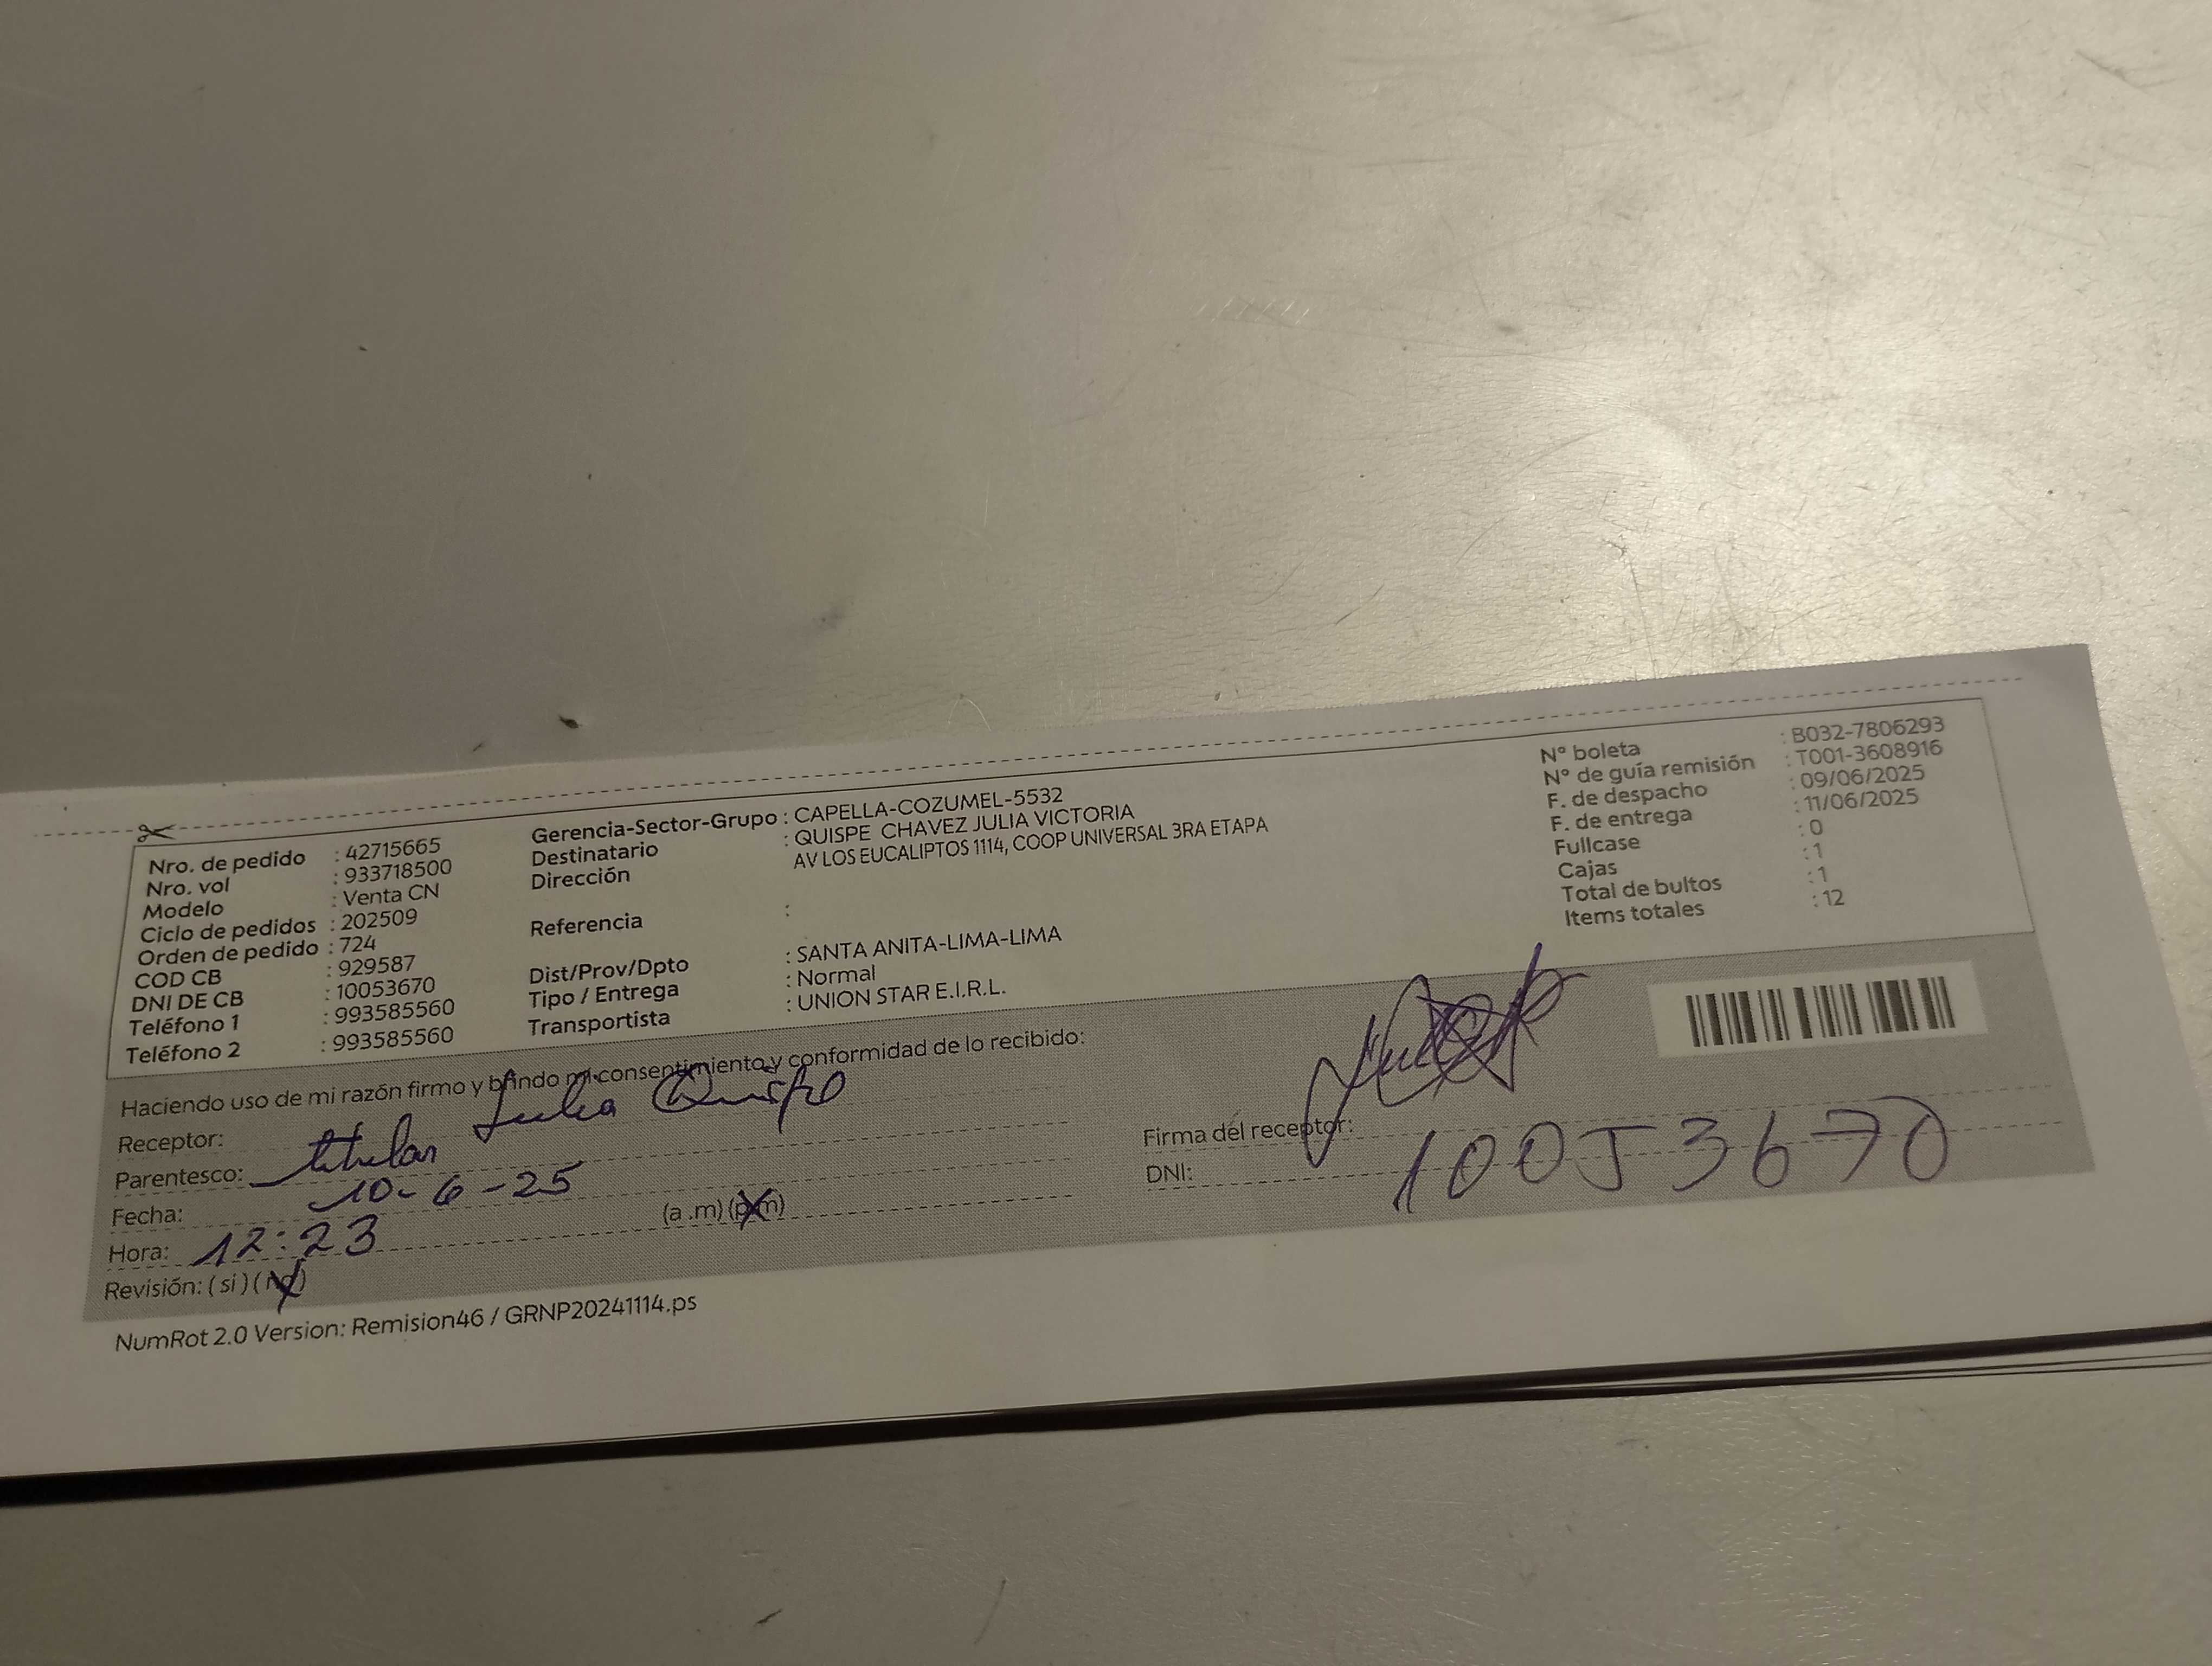 Nro. de pedido : 42715665
Nro. vol : 933718500
Modelo : Venta CN
Ciclo de pedidos : 202509
Orden de pedido : 724
COD CB : 929587
DNI DE CB : 10053670
Teléfono 1 : 993585560
Teléfono 2 : 993585560
Gerencia-Sector-Grupo : CAPELLA-COZUMEL-5532
Destinatario : QUISPE CHAVEZ JULIA VICTORIA
Dirección AV LOS EUCALIPTOS 1114, COOP UNIVERSAL 3RA ETAPA
Referencia :
Dist/Prov/Dpto : SANTA ANITA-LIMA-LIMA
Tipo / Entrega : Normal
Transportista : UNION STAR E.I.R.L.
N° boleta : B032-7806293
N° de guía remisión : T001-3608916
F. de despacho : 09/06/2025
F. de entrega : 11/06/2025
Fullcase : 0
Cajas : 1
Total de bultos : 1
Items totales : 12
Haciendo uso de mi razón firmo y brindo mi consentimiento y conformidad de lo recibido:
Receptor: Julia Quispe
Parentesco: titular
Fecha: 10-6-25
Hora: 12:23 (a .m) (p.m)
Revisión: ( si ) ( no )
Firma del receptor:
DNI: 10053670
NumRot 2.0 Version: Remision46 / GRNP20241114.ps